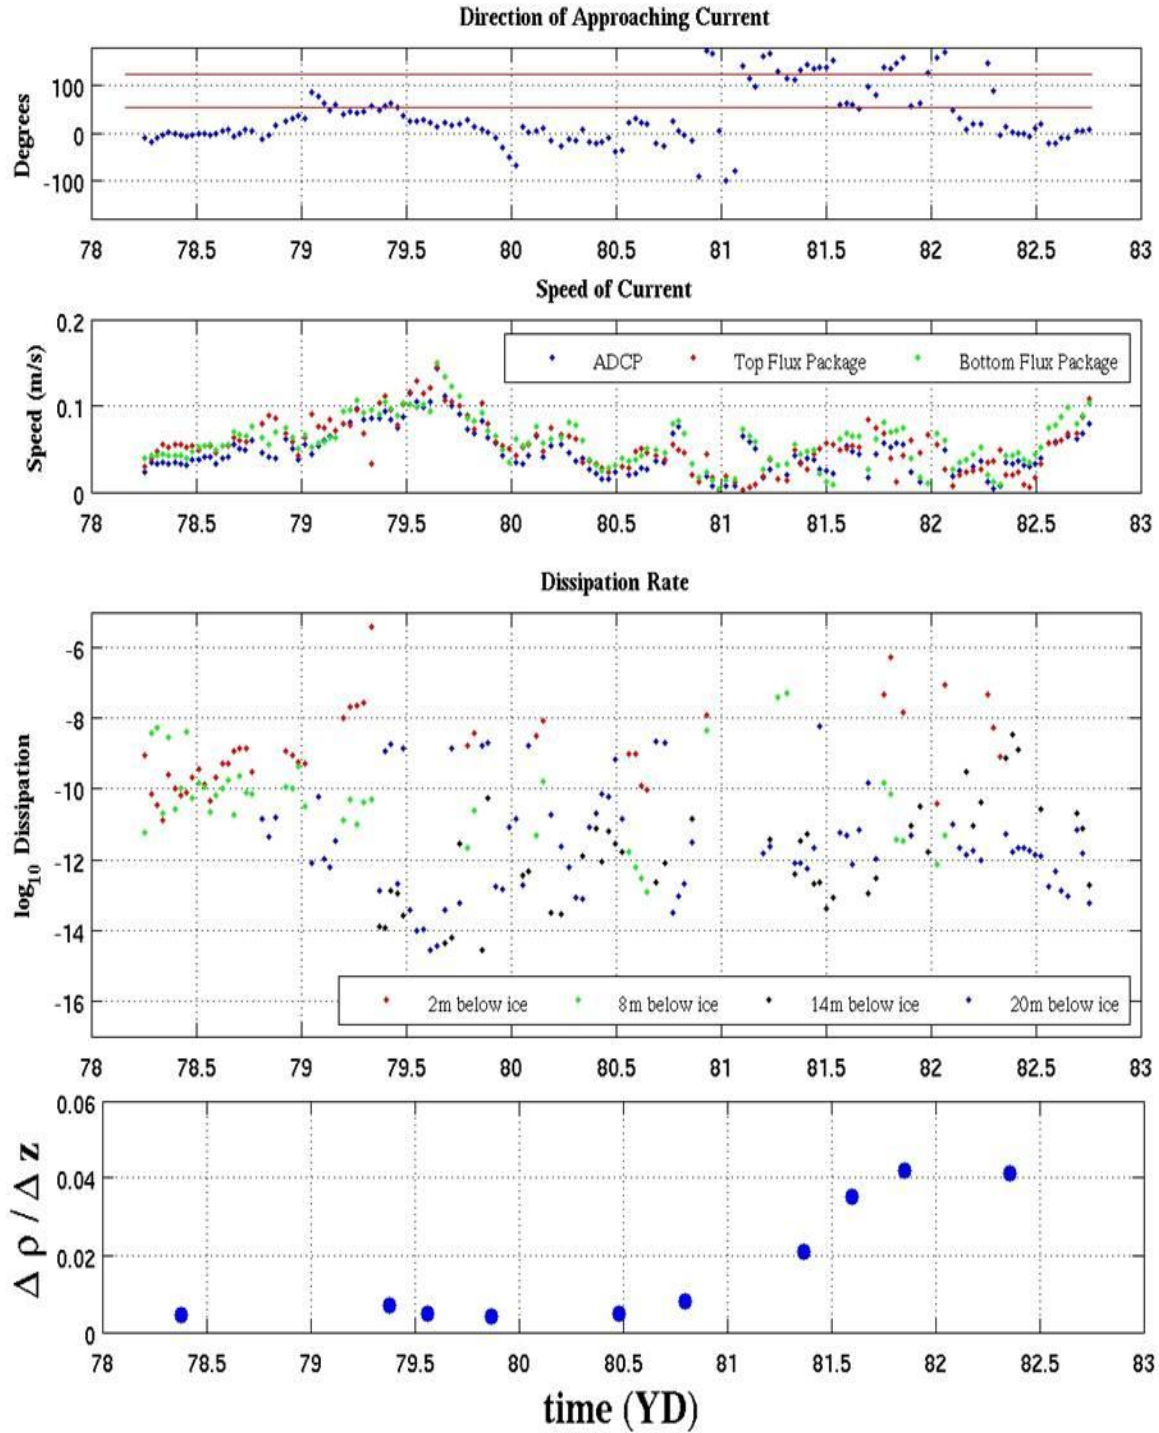 Direction of Approaching Current
Degrees
100
0
-100
78 78.5 79 79.5 80 80.5 81 81.5 82 82.5 83
Speed of Current
Speed (m/s)
0.2
0.1
0
ADCP Top Flux Package Bottom Flux Package
78 78.5 79 79.5 80 80.5 81 81.5 82 82.5 83
Dissipation Rate
log10 Dissipation
-6
-8
-10
-12
-14
-16
2m below ice 8m below ice 14m below ice 20m below ice
78 78.5 79 79.5 80 80.5 81 81.5 82 82.5 83
Δ ρ / Δ z
0.06
0.04
0.02
0
78 78.5 79 79.5 80 80.5 81 81.5 82 82.5 83
time (YD)